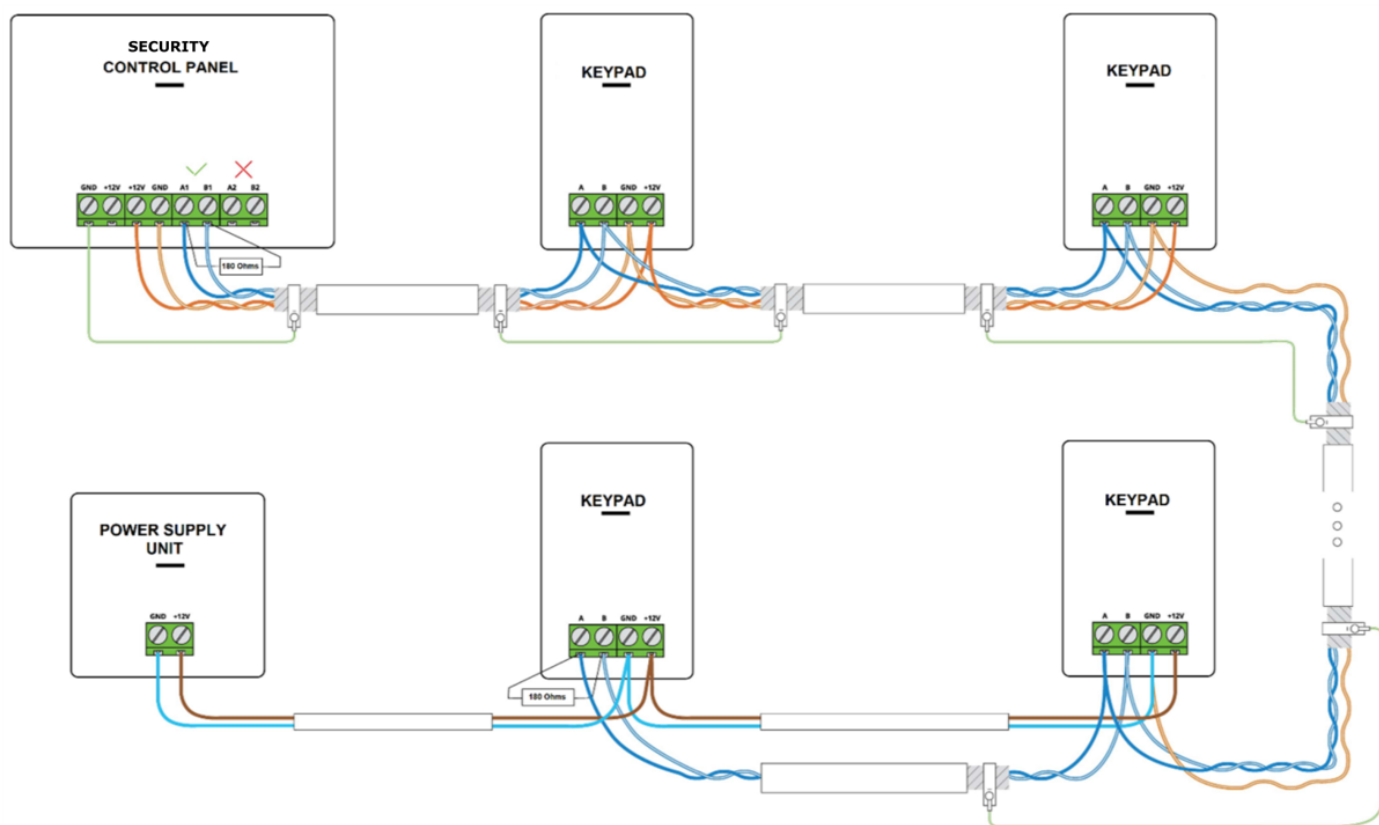 SECURITY
CONTROL PANEL
GND +12V +12V GND A1 B1 A2 B2
180 Ohms
KEYPAD
A B GND +12V
KEYPAD
A B GND +12V
POWER SUPPLY
UNIT
GND +12V
KEYPAD
A B GND +12V
180 Ohms
KEYPAD
A B GND +12V